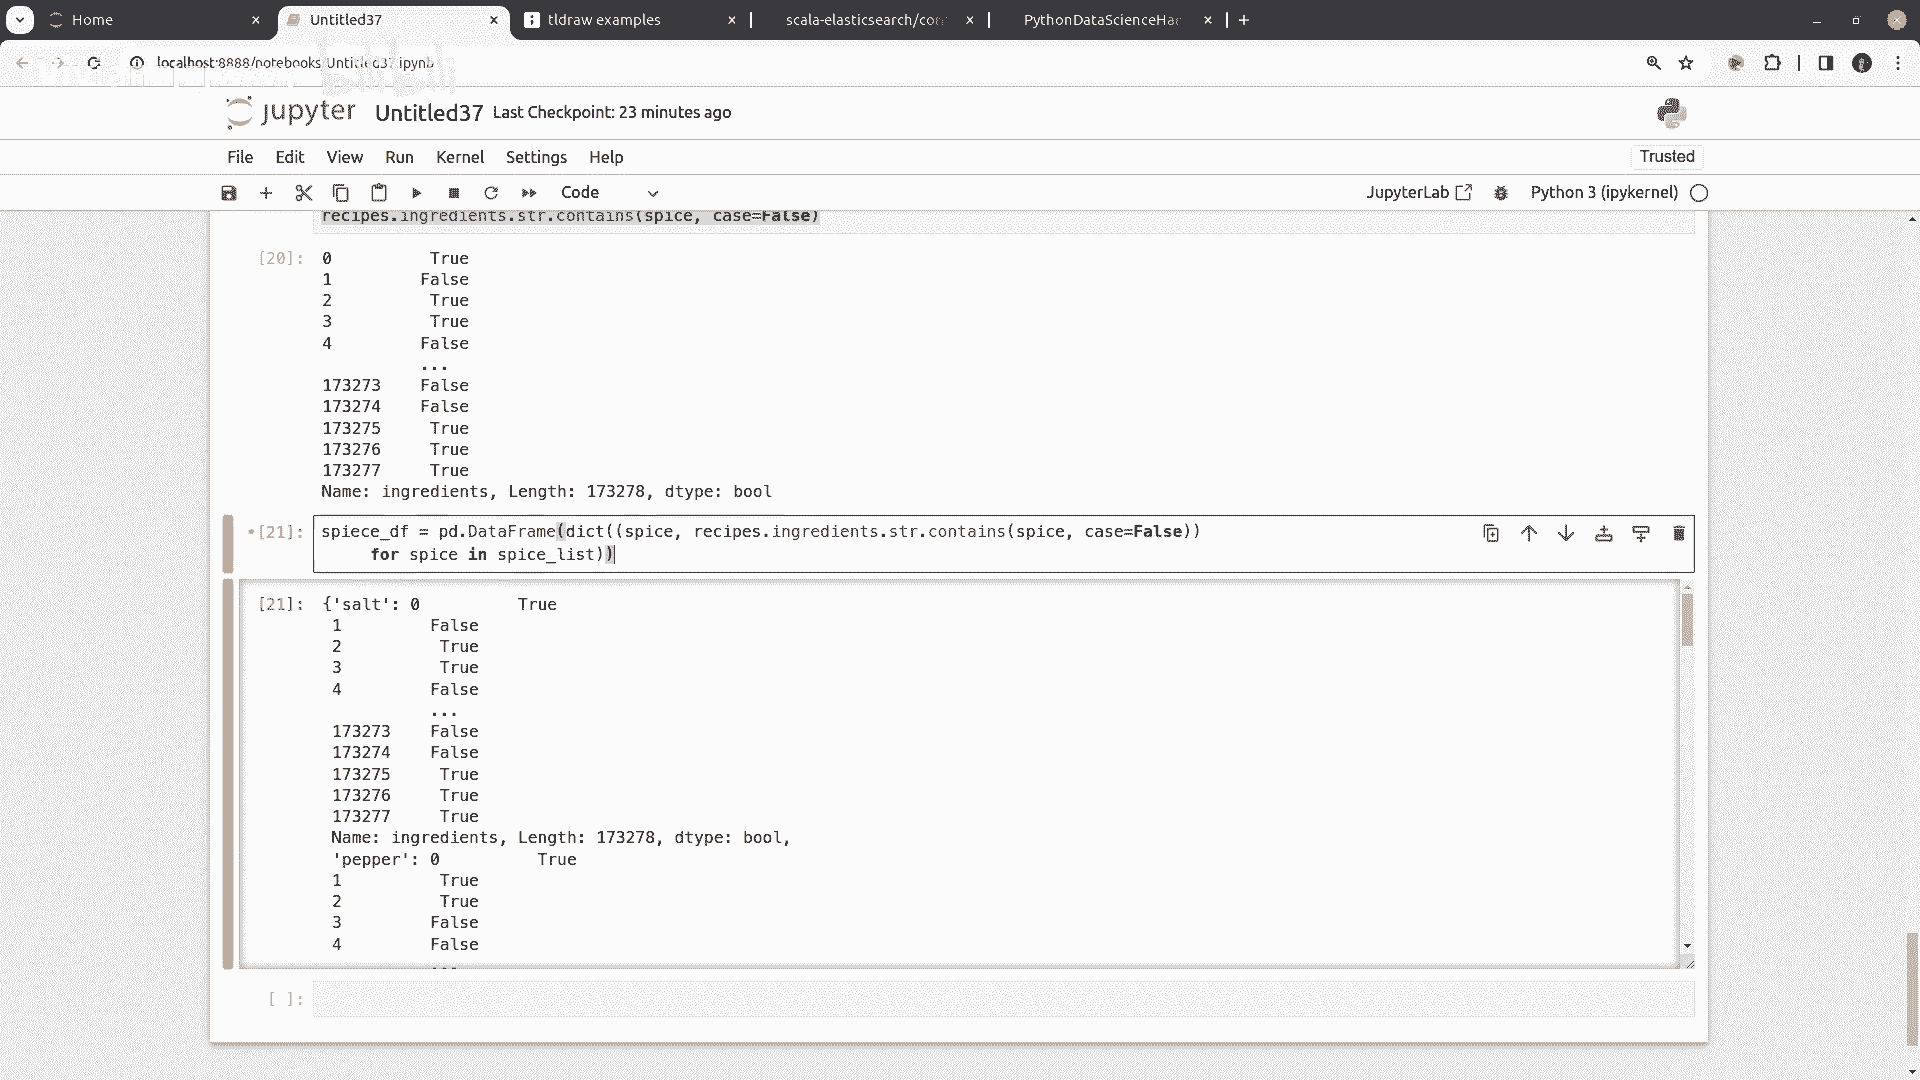 Home
Untitled37
tldraw examples
scala-elasticsearch/co
PythonDataScienceHa
localhost:8888/notebooks/Untitled37.ipynb
jupyter Untitled37 Last Checkpoint: 23 minutes ago
File Edit View Run Kernel Settings Help
Trusted
Code
JupyterLab
Python 3 (ipykernel)
recipes.ingredients.str.contains(spice, case=False)
[20]: 0 True
1 False
2 True
3 True
4 False
...
173273 False
173274 False
173275 True
173276 True
173277 True
Name: ingredients, Length: 173278, dtype: bool
•[21]: spiece_df = pd.DataFrame(dict((spice, recipes.ingredients.str.contains(spice, case=False))
for spice in spice_list))
[21]: {'salt': 0 True
1 False
2 True
3 True
4 False
...
173273 False
173274 False
173275 True
173276 True
173277 True
Name: ingredients, Length: 173278, dtype: bool,
'pepper': 0 True
1 True
2 True
3 False
4 False
...
[ ]: